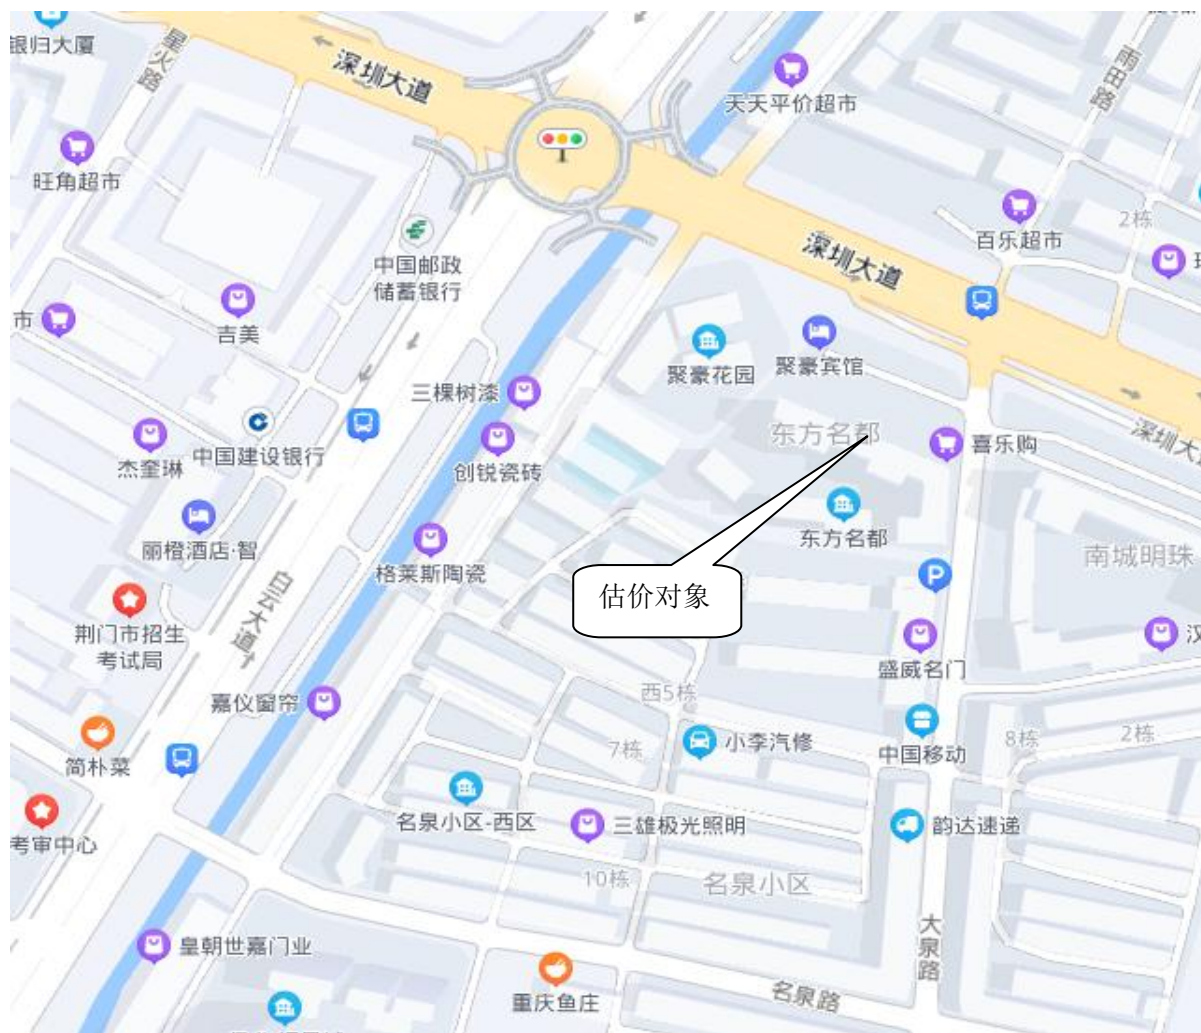 银归大厦
星火路
深圳大道
天天平价超市
雨田路
旺角超市
中国邮政
储蓄银行
深圳大道
百乐超市
2栋
吉美
市
三棵树漆
聚豪花园
聚豪宾馆
东方名都
喜乐购
深圳大
杰奎琳
中国建设银行
创锐瓷砖
东方名都
南城明珠
丽橙酒店·智
格莱斯陶瓷
P
估价对象
白云大道
荆门市招生
考试局
盛威名门
汉
嘉仪窗帘
西5栋
7栋
小李汽修
中国移动
8栋
2栋
简朴菜
名泉小区-西区
三雄极光照明
韵达速递
考审中心
10栋
名泉小区
皇朝世嘉门业
重庆鱼庄
名泉路
大泉路